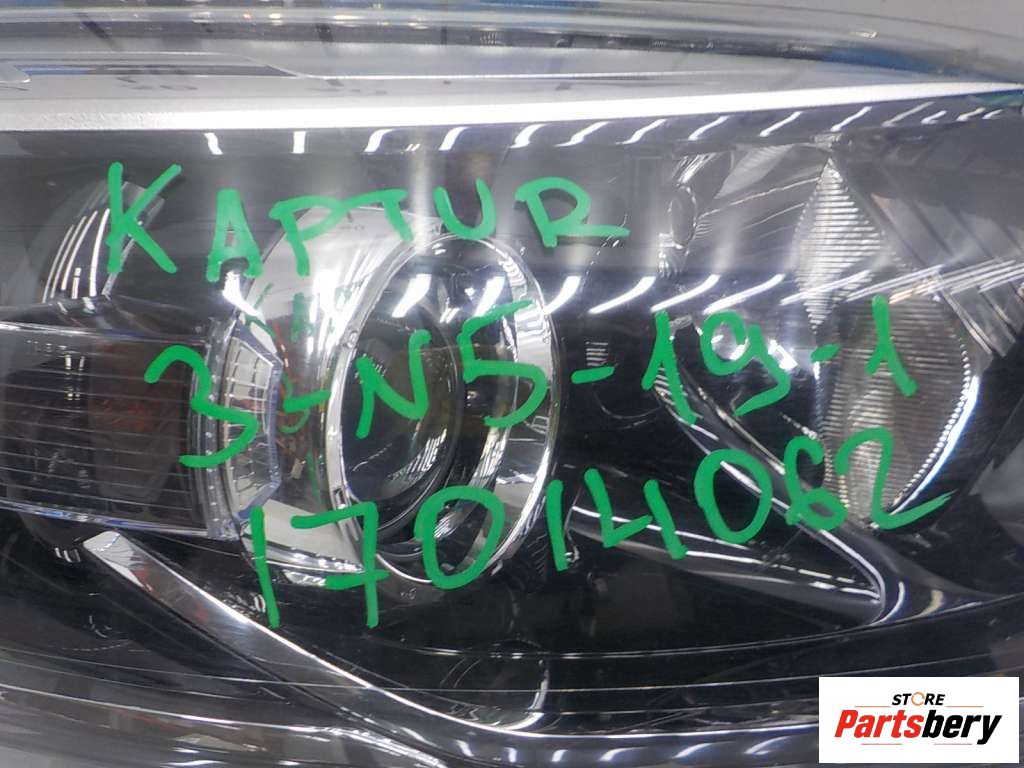 KAPTUR
3-N5-19-1
17014062
STORE
Partsbery